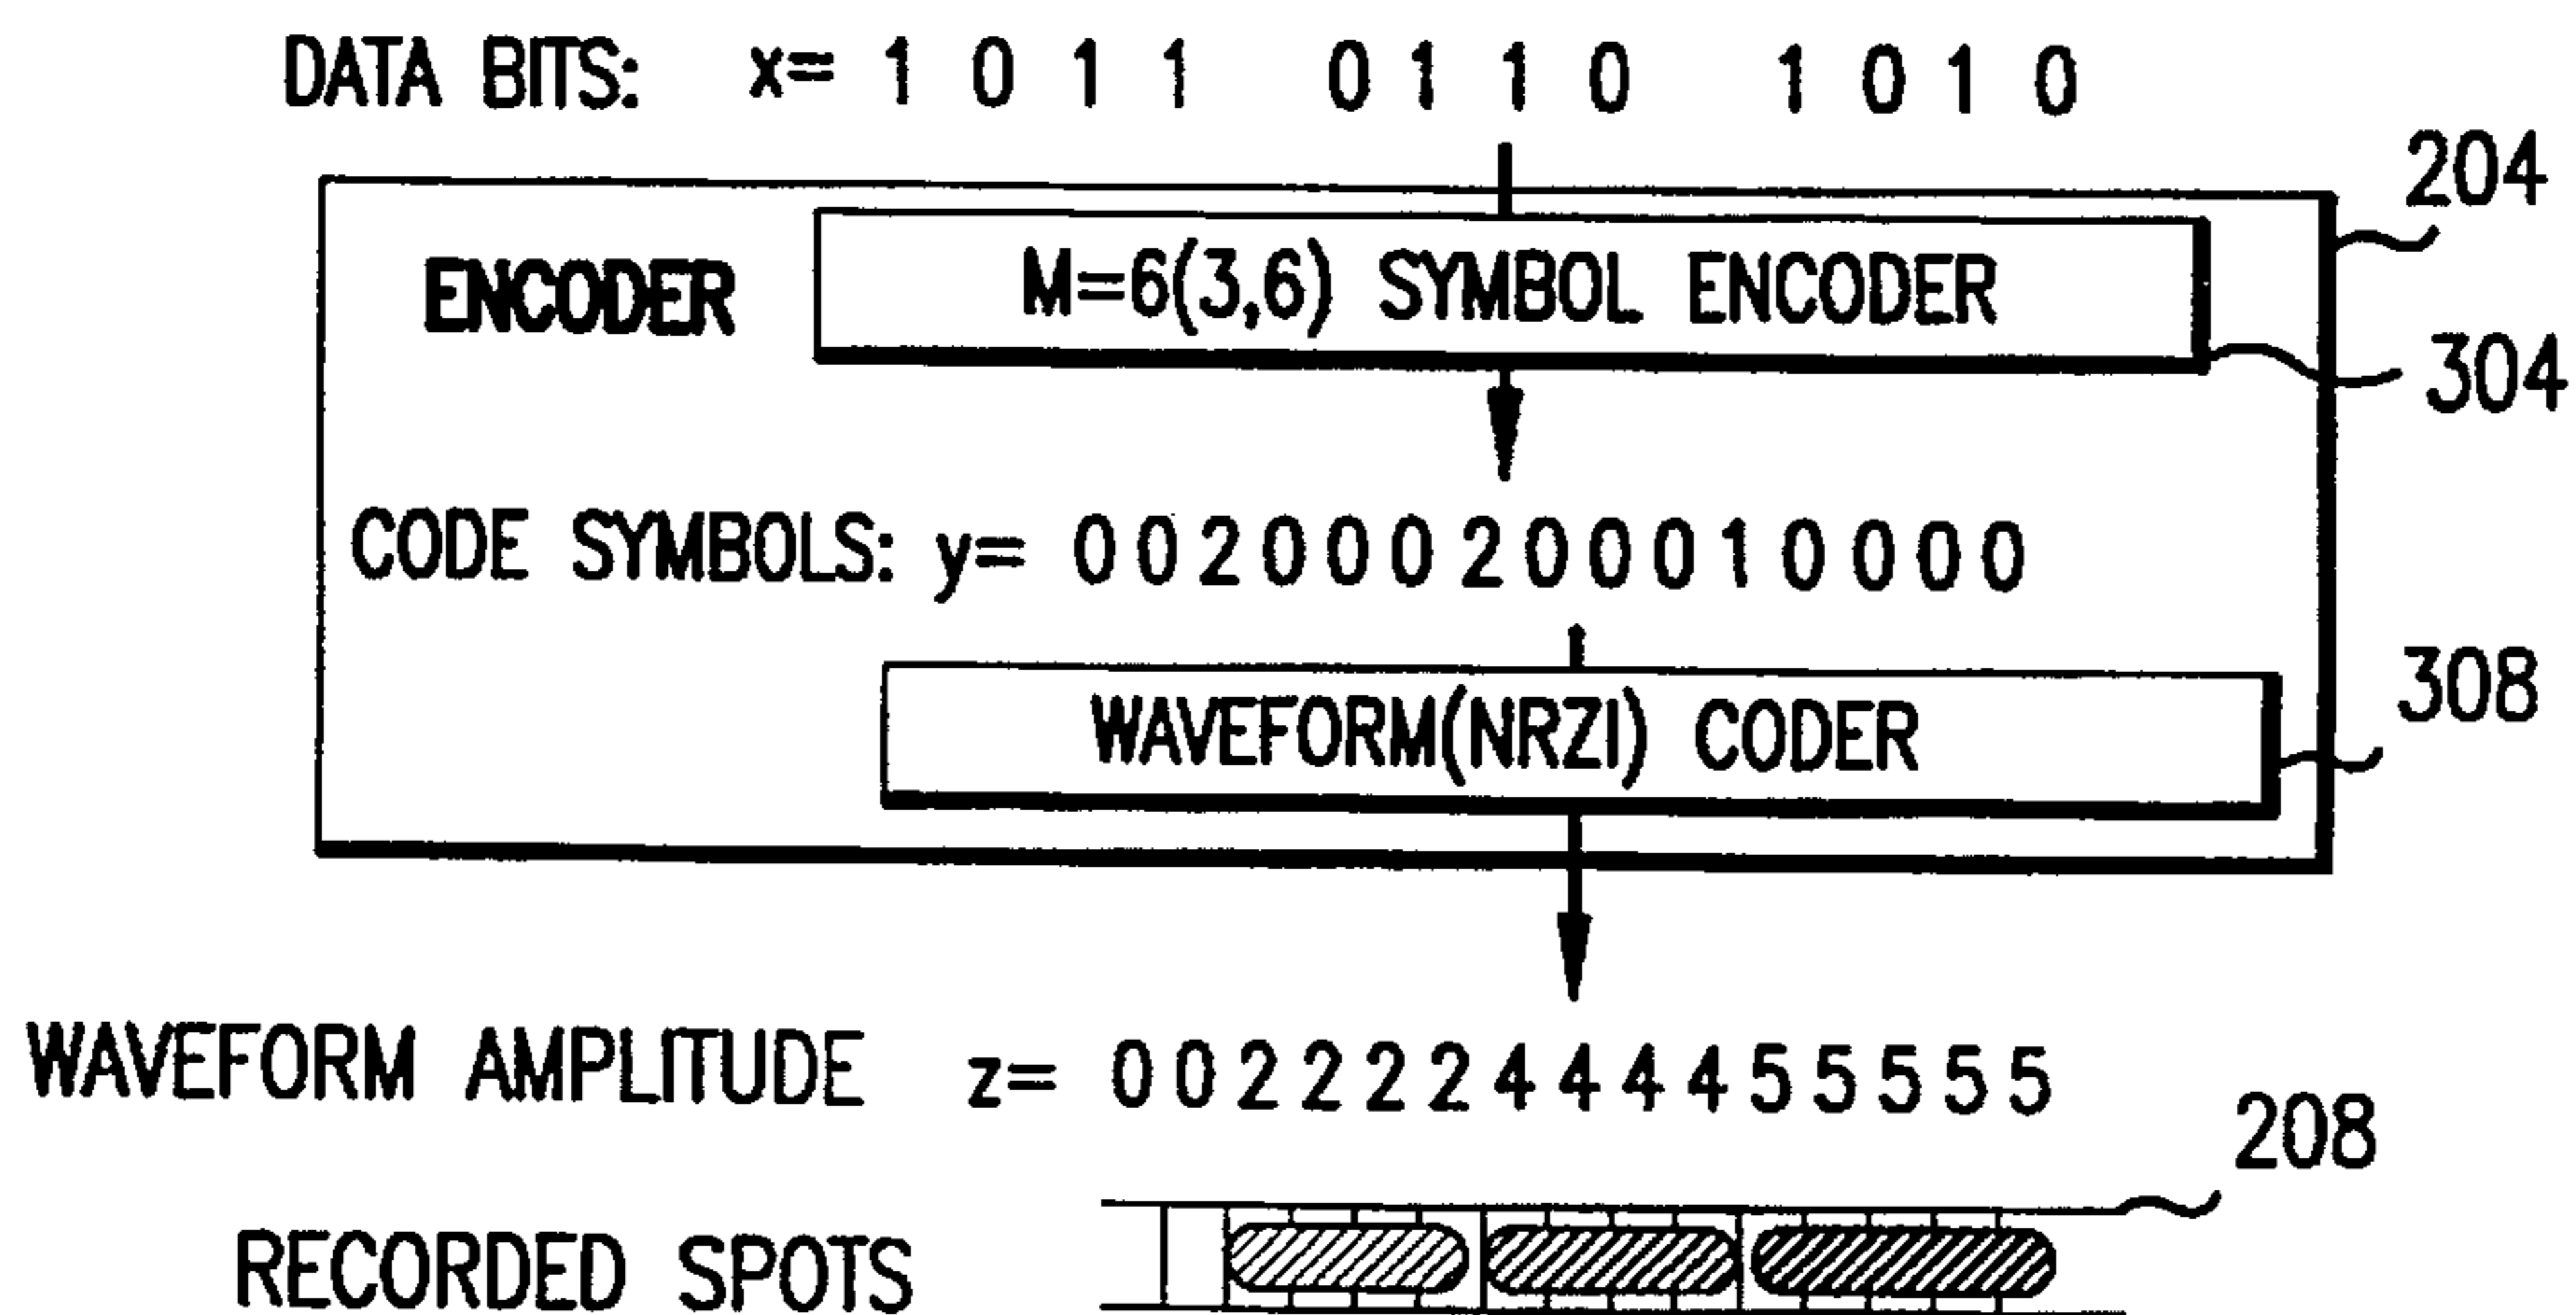 DATA BITS: x= 1 0 1 1 0 1 1 0 1 0 1 0
204
ENCODER
M=6(3,6) SYMBOL ENCODER
304
CODE SYMBOLS: y= 0 0 2 0 0 0 2 0 0 0 1 0 0 0 0
308
WAVEFORM(NRZI) CODER
WAVEFORM AMPLITUDE z= 0 0 2 2 2 2 4 4 4 4 5 5 5 5 5
208
RECORDED SPOTS